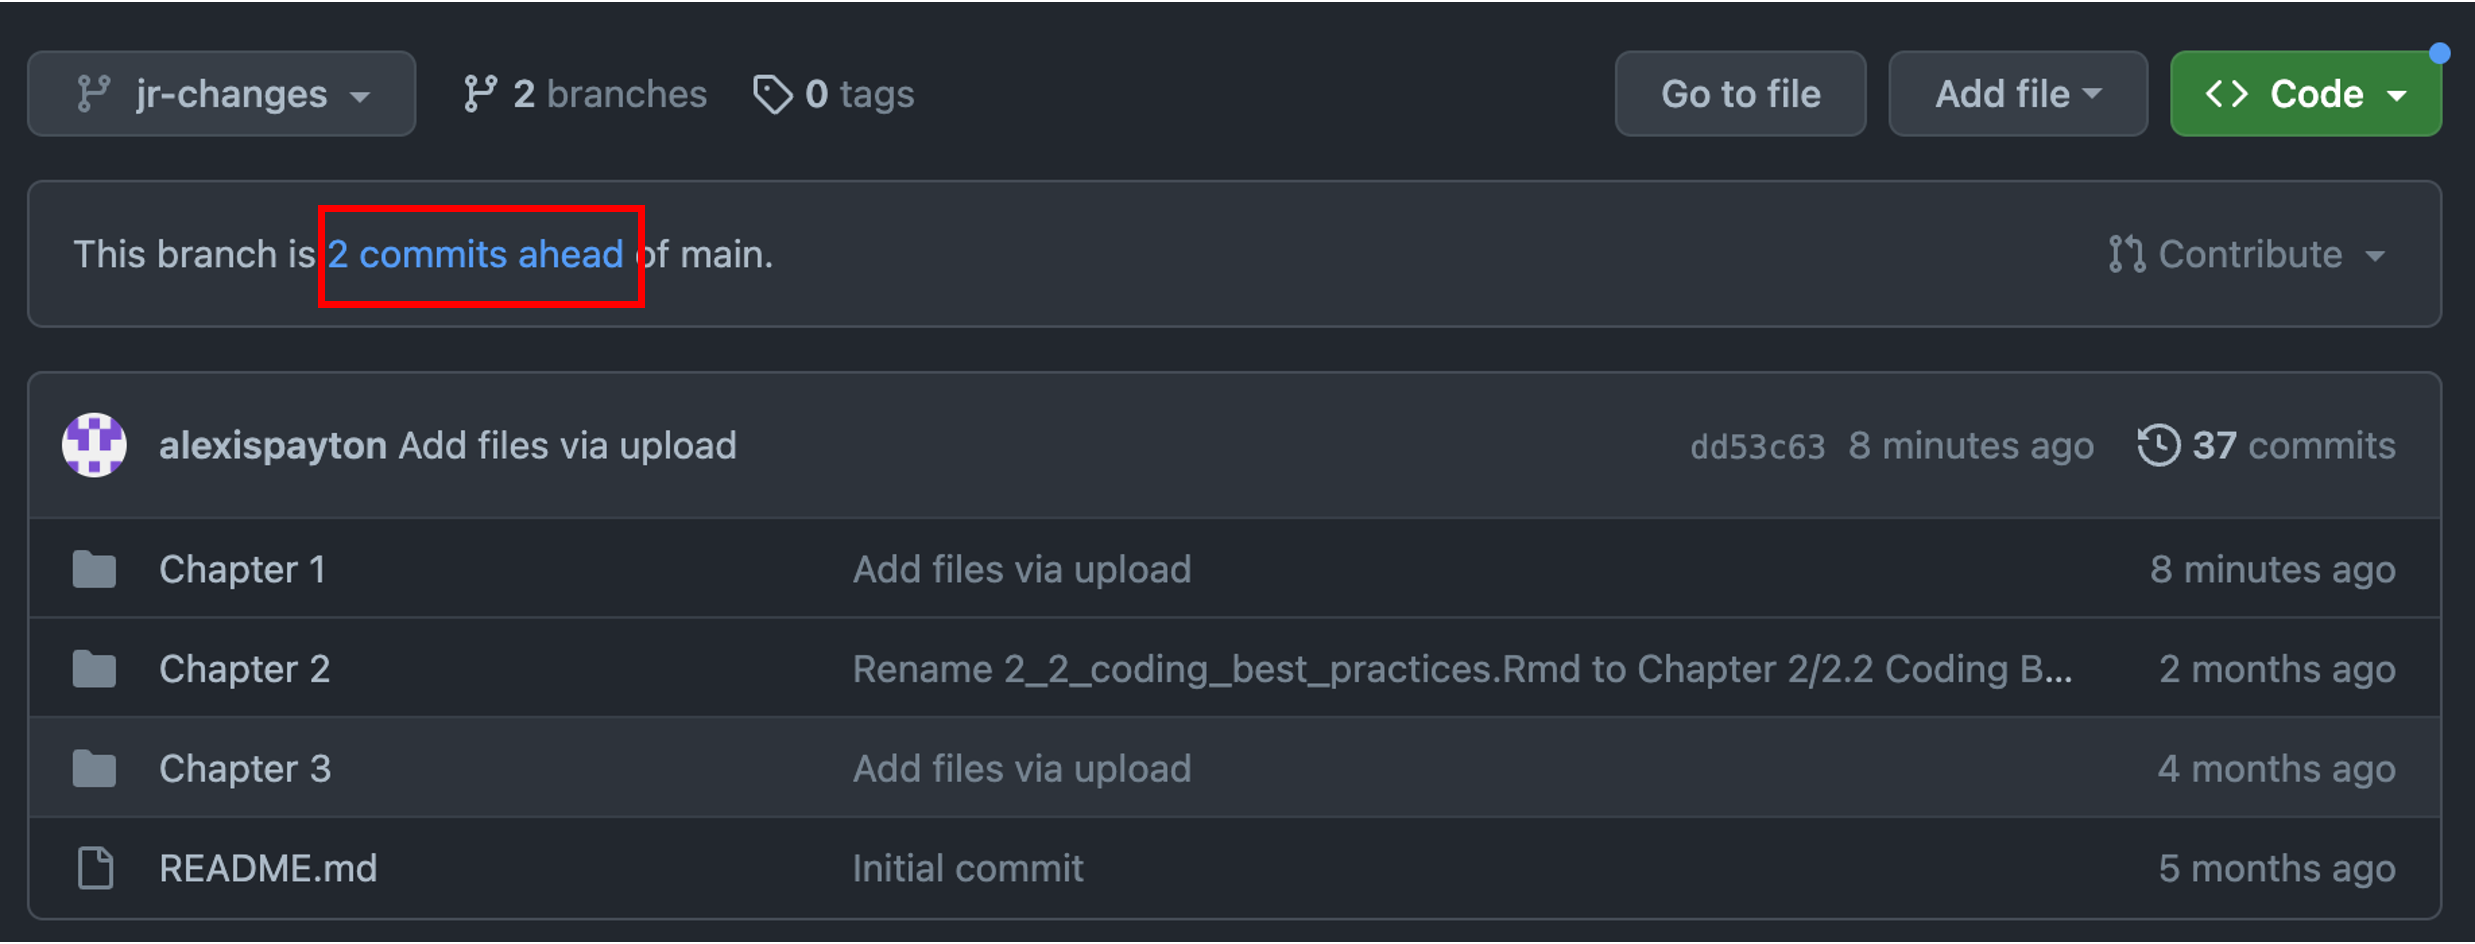 jr-changes 2 branches 0 tags Go to file Add file Code
This branch is 2 commits ahead of main. Contribute
alexispayton Add files via upload dd53c63 8 minutes ago 37 commits
Chapter 1 Add files via upload 8 minutes ago
Chapter 2 Rename 2_2_coding_best_practices.Rmd to Chapter 2/2.2 Coding B... 2 months ago
Chapter 3 Add files via upload 4 months ago
README.md Initial commit 5 months ago